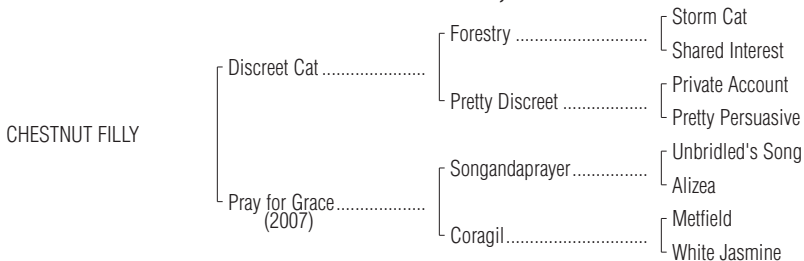 Storm Cat
Forestry ................................
Shared Interest
Discreet Cat ......................
Private Account
Pretty Discreet ....................
Pretty Persuasive
CHESTNUT FILLY
Unbridled's Song
Songandaprayer..................
Alizea
Pray for Grace...................
(2007)
Metfield
Coragil..................................
White Jasmine